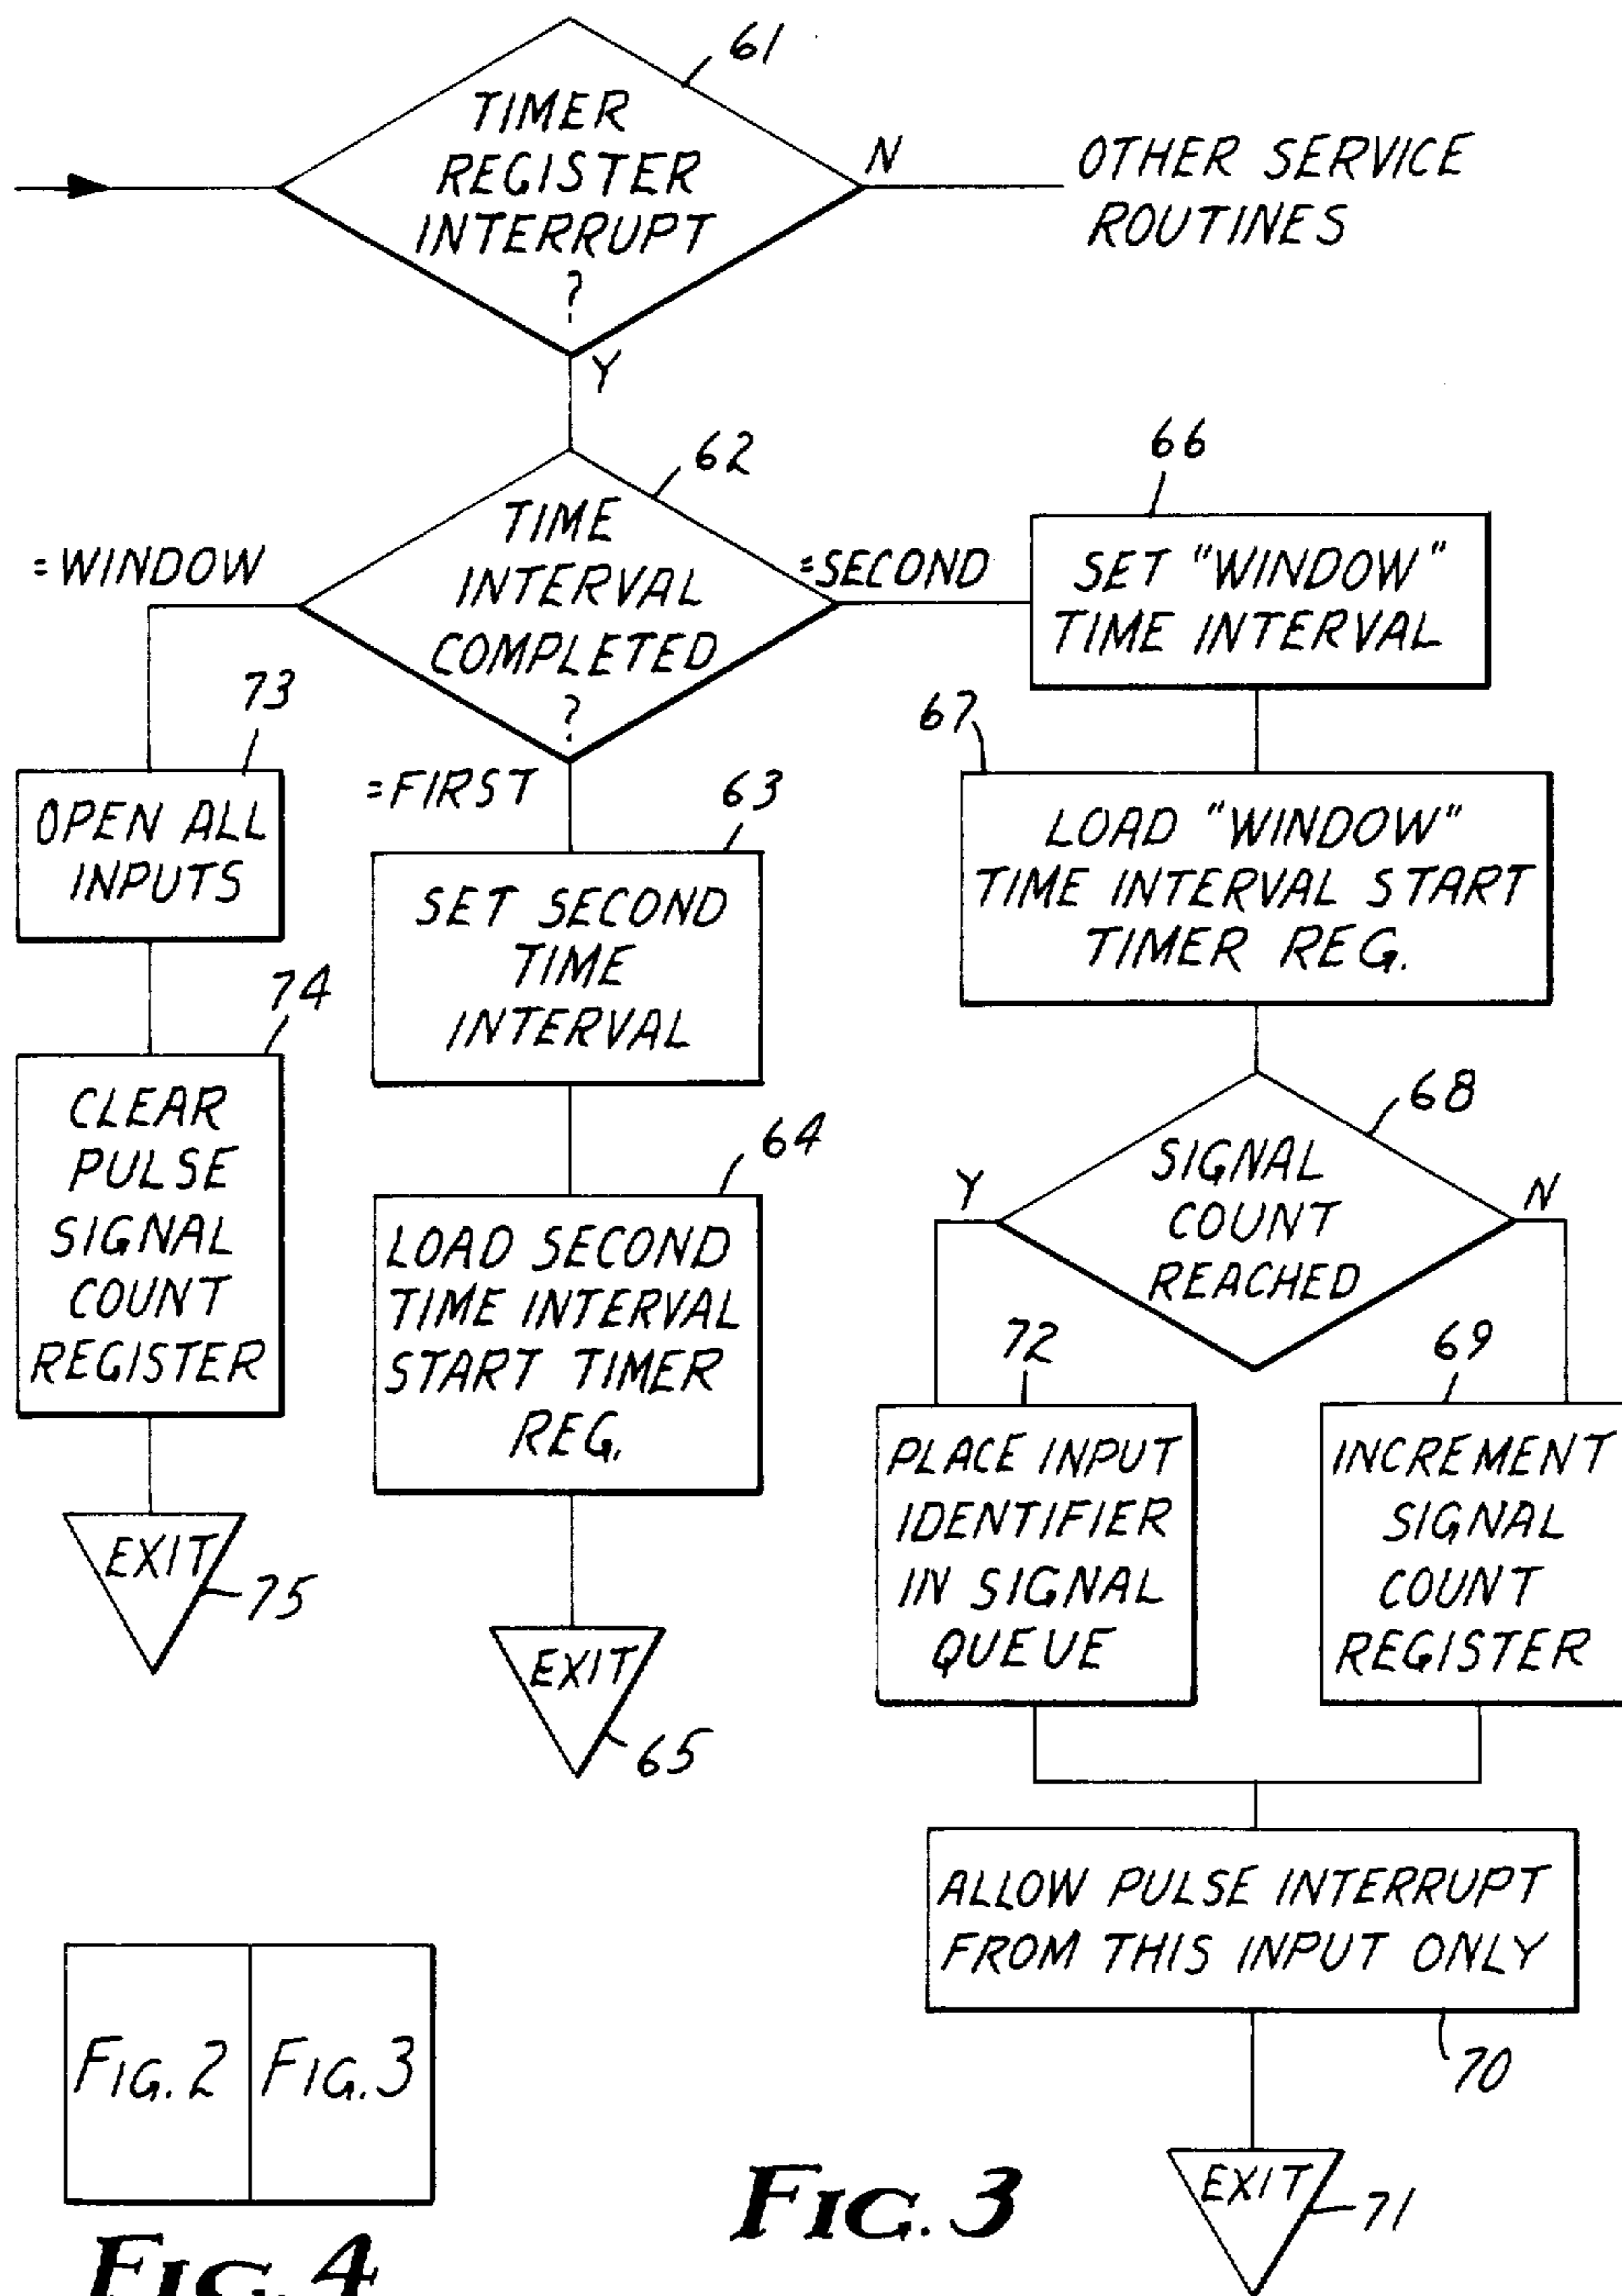 61
TIMER
REGISTER
INTERRUPT
?
N
OTHER SERVICE
ROUTINES
Y
62
TIME
INTERVAL
COMPLETED
?
=WINDOW
=SECOND
=FIRST
66
SET "WINDOW"
TIME INTERVAL
73
OPEN ALL
INPUTS
63
SET SECOND
TIME
INTERVAL
67
LOAD "WINDOW"
TIME INTERVAL START
TIMER REG.
74
CLEAR
PULSE
SIGNAL
COUNT
REGISTER
64
LOAD SECOND
TIME INTERVAL
START TIMER
REG.
68
SIGNAL
COUNT
REACHED
Y
N
72
PLACE INPUT
IDENTIFIER
IN SIGNAL
QUEUE
69
INCREMENT
SIGNAL
COUNT
REGISTER
EXIT
75
EXIT
65
ALLOW PULSE INTERRUPT
FROM THIS INPUT ONLY
70
EXIT
71
FIG. 2
FIG. 3
FIG. 4
FIG. 3